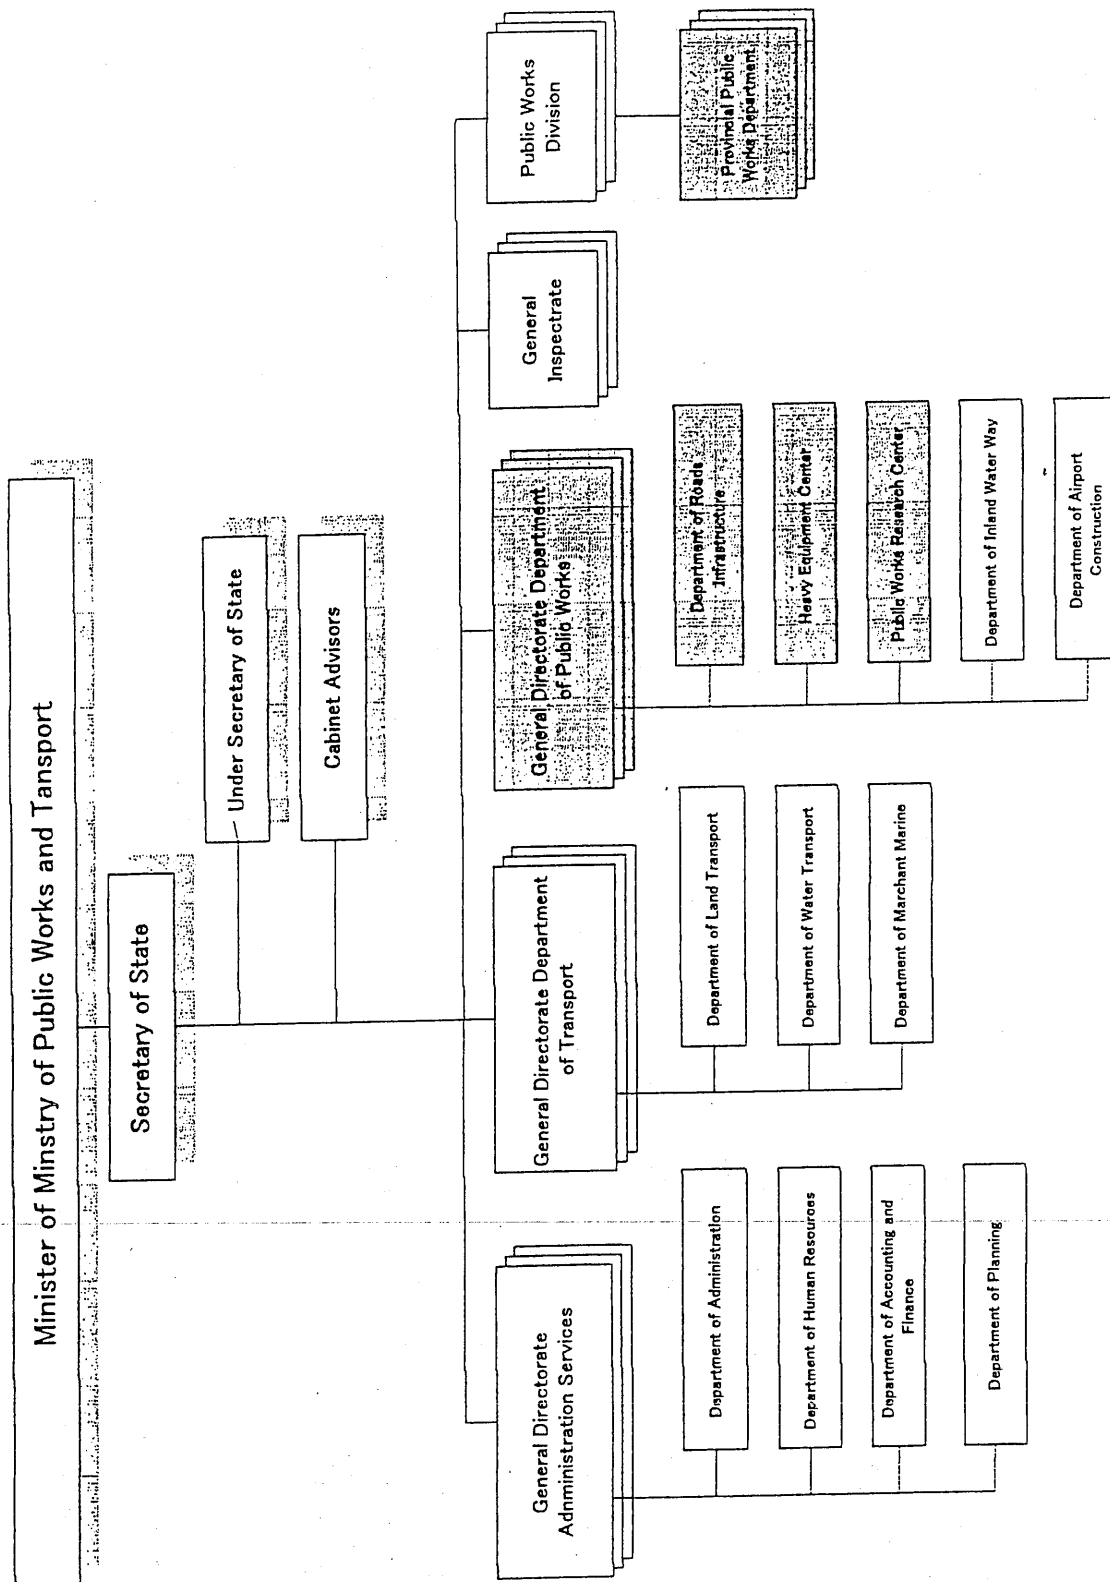 Minister of Minstry of Public Works and Tansport
Secretary of State
Under Secretary of State
Cabinet Advisors
General Directorate
Adnministration Services
General Directorate Department
of Transport
General Directorate Department
of Public Works
General
Inspectrate
Public Works
Division
Department of Administration
Department of Human Resources
Department of Accounting and
Finance
Department of Planning
Department of Land Transport
Department of Water Transport
Department of Marchant Marine
Department of Roads
Infrastructure
Heavy Equipment Center
Public Works Research Center
Department of Inland Water Way
Department of Airport
Construction
Provincial Public
Works Department